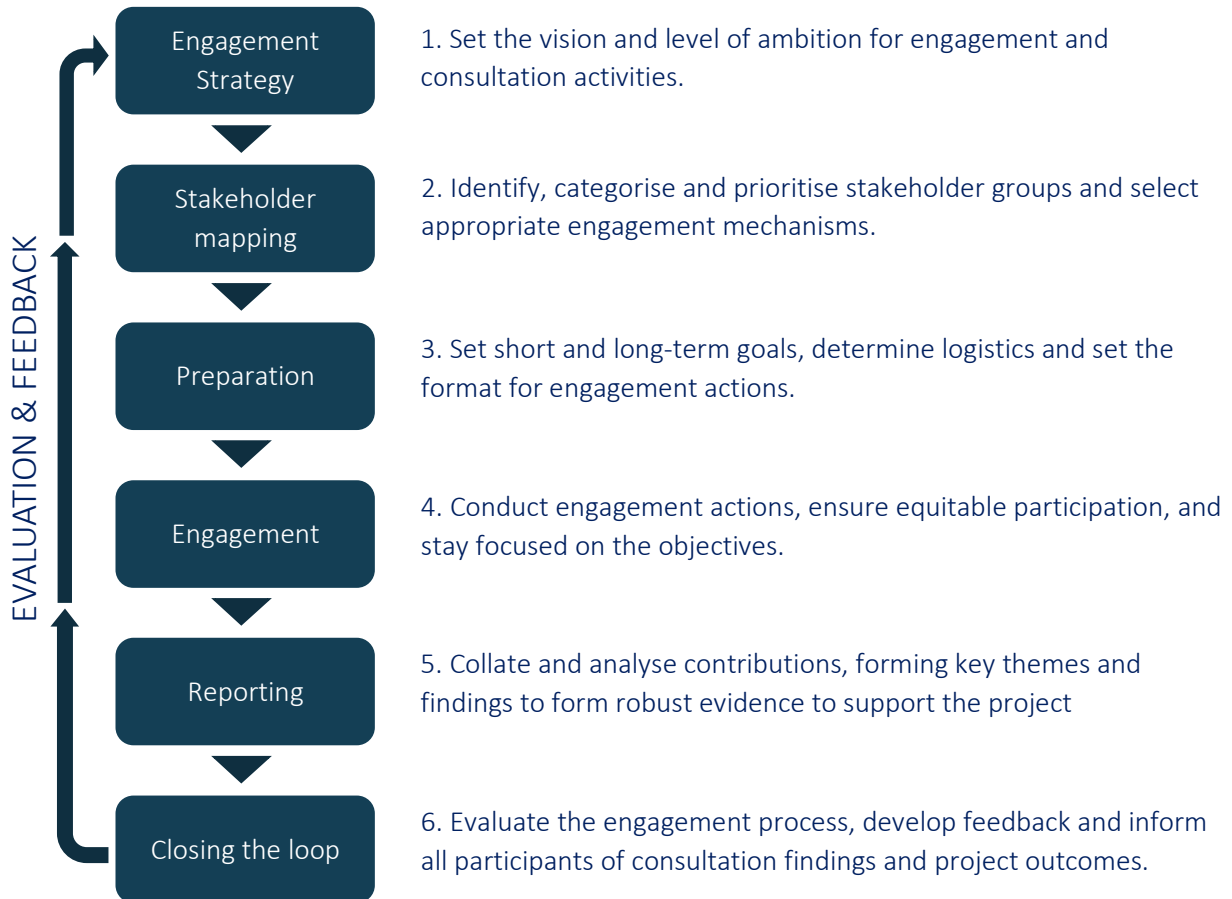 EVALUATION & FEEDBACK
Engagement
Strategy
1. Set the vision and level of ambition for engagement and
consultation activities.
Stakeholder
mapping
2. Identify, categorise and prioritise stakeholder groups and select
appropriate engagement mechanisms.
Preparation
3. Set short and long-term goals, determine logistics and set the
format for engagement actions.
Engagement
4. Conduct engagement actions, ensure equitable participation, and
stay focused on the objectives.
Reporting
5. Collate and analyse contributions, forming key themes and
findings to form robust evidence to support the project
Closing the loop
6. Evaluate the engagement process, develop feedback and inform
all participants of consultation findings and project outcomes.